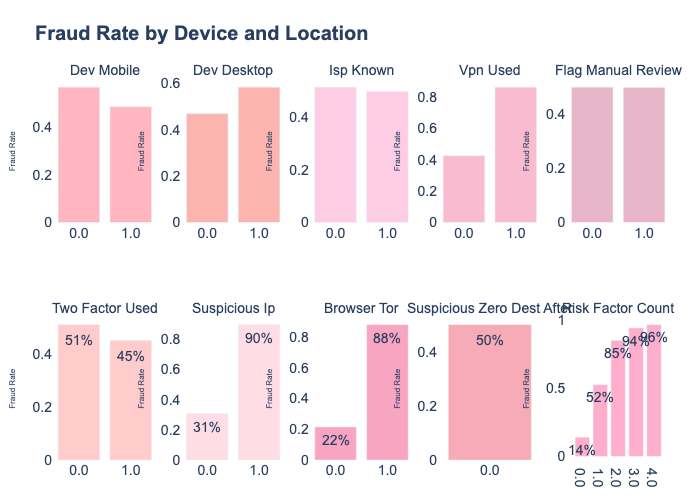 Fraud Rate by Device and Location
Dev Mobile
Dev Desktop
Isp Known
Vpn Used
Flag Manual Review
Fraud Rate
0.4
0.2
0
0.0 1.0
Fraud Rate
0.6
0.4
0.2
0
0.0 1.0
0.4
0.2
0
0.0 1.0
Fraud Rate
0.8
0.6
0.4
0.2
0
0.0 1.0
0.4
0.2
0
0.0 1.0
Two Factor Used
Suspicious Ip
Browser Tor
Suspicious Zero Dest After
Risk Factor Count
Fraud Rate
0.4
0.2
0
51%
45%
0.0 1.0
Fraud Rate
0.8
0.6
0.4
0.2
0
31%
90%
0.0 1.0
Fraud Rate
0.8
0.6
0.4
0.2
0
22%
88%
0.0 1.0
Fraud Rate
0.4
0.2
0
50%
0.0
Fraud Rate
1
0.5
0
14%
52%
85%
94%
96%
0.0 1.0 2.0 3.0 4.0